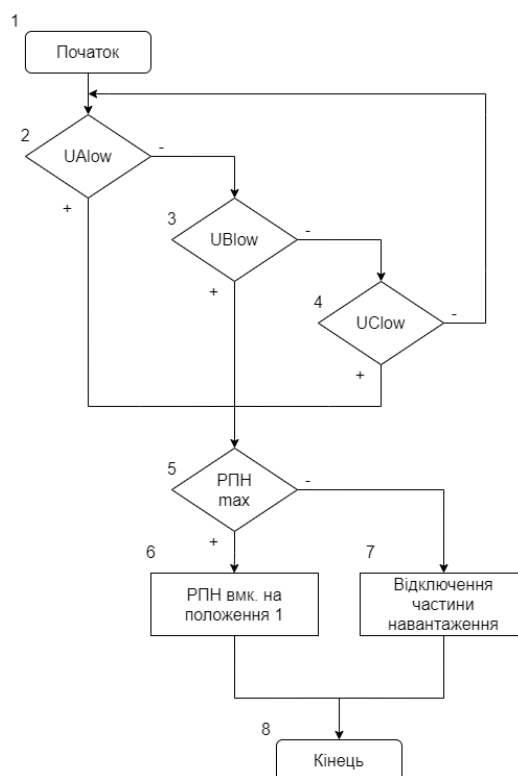 1
Початок
2
UAlow
-
+
3
UBlow
-
+
4
UClow
-
+
5
РПН
max
-
+
6
РПН вмк. на
положення 1
7
Відключення
частини
навантаження
8
Кінець